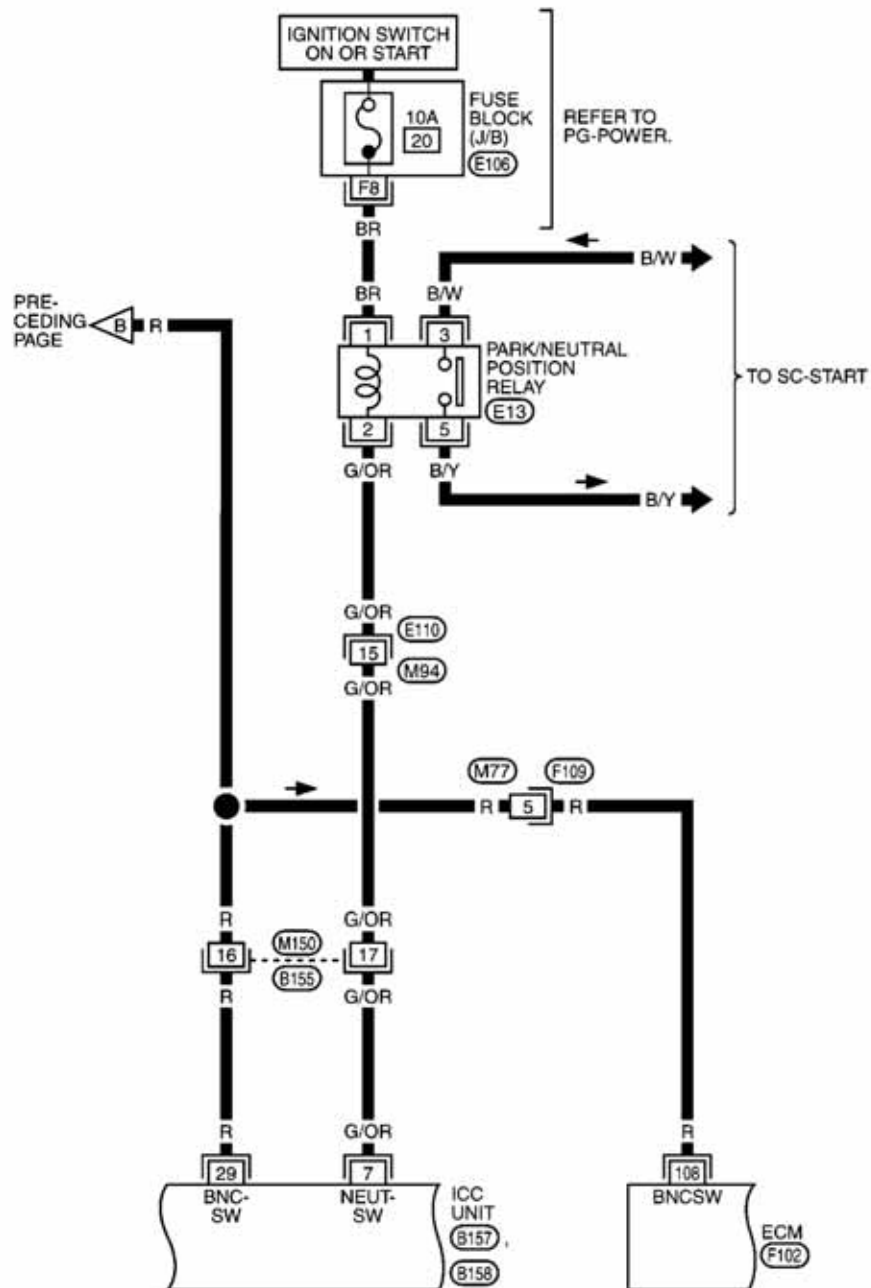 IGNITION SWITCH
ON OR START
10A
20
FUSE
BLOCK
(J/B)
E106
REFER TO
PG-POWER.
F8
BR
B/W
BR
B/W
PRE-
CEDING
PAGE
B
R
1
3
PARK/NEUTRAL
POSITION
RELAY
E13
TO SC-START
2
5
G/OR
B/Y
B/Y
G/OR
E110
15
M94
G/OR
M77
F109
R
5
R
R
G/OR
16
M150
17
B155
R
G/OR
R
G/OR
R
29
7
108
BNC-
SW
NEUT-
SW
ICC
UNIT
B157 ,
B158
BNCSW
ECM
F102